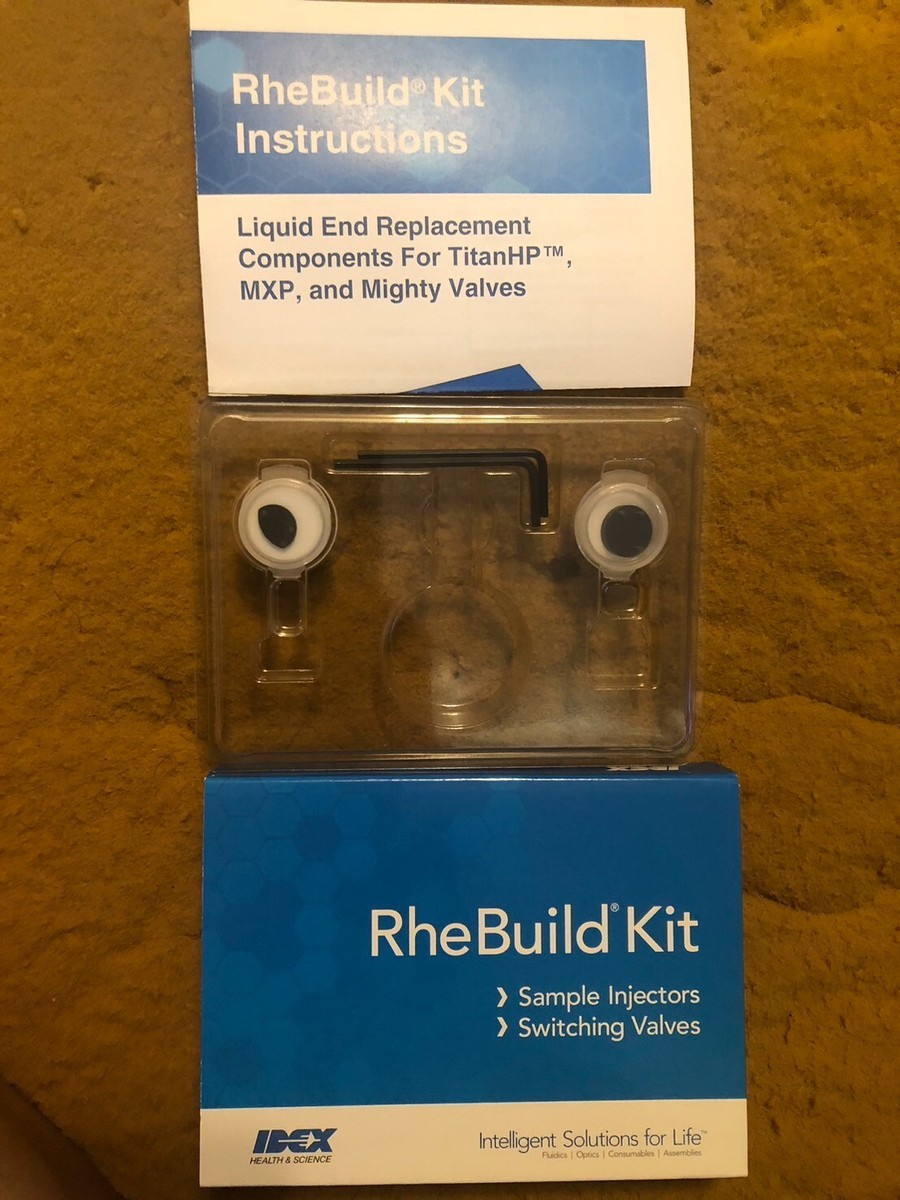 RheBuild® Kit
Instructions
Liquid End Replacement
Components For TitanHP™,
MXP, and Mighty Valves
RheBuild® Kit
❯ Sample Injectors
❯ Switching Valves
IDEX
HEALTH & SCIENCE
Intelligent Solutions for Life™
Fluidics | Optics | Consumables | Assemblies